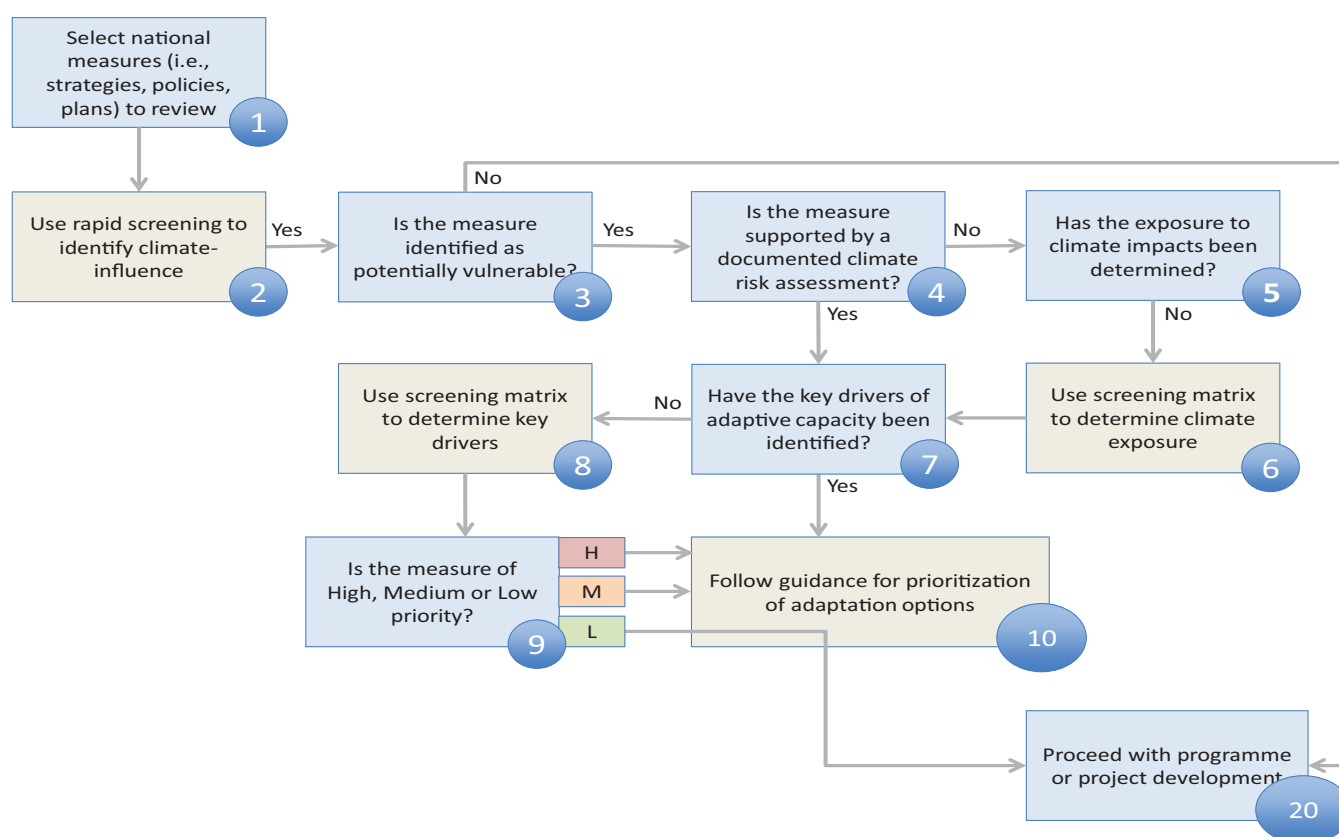 Select national
measures (i.e.,
strategies, policies,
plans) to review
1
No
Use rapid screening to
identify climate-
influence
2
Yes
Is the measure
identified as
potentially vulnerable?
3
Yes
Is the measure
supported by a
documented climate
risk assessment?
4
No
Has the exposure to
climate impacts been
determined?
5
Yes
No
Use screening matrix
to determine key
drivers
8
No
Have the key drivers of
adaptive capacity been
identified?
7
Use screening matrix
to determine climate
exposure
6
Yes
Is the measure of
High, Medium or Low
priority?
9
H
M
L
Follow guidance for prioritization
of adaptation options
10
Proceed with programme
or project development
20